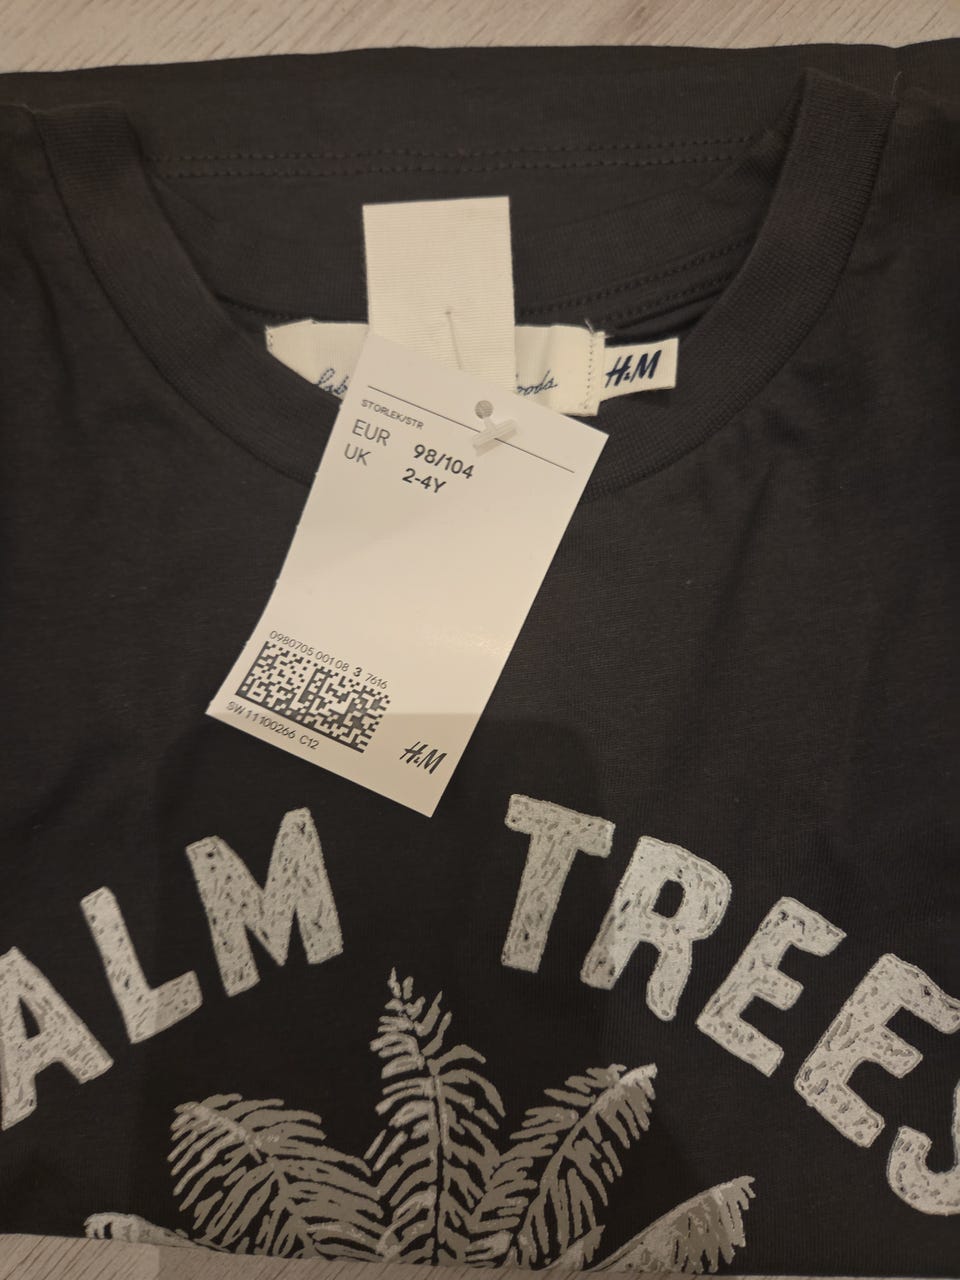 H&M
STORLEK/STR
EUR 98/104
UK 2-4Y
0980705 00108 3 7616
SW 11100266 C12
H&M
ALM TREES